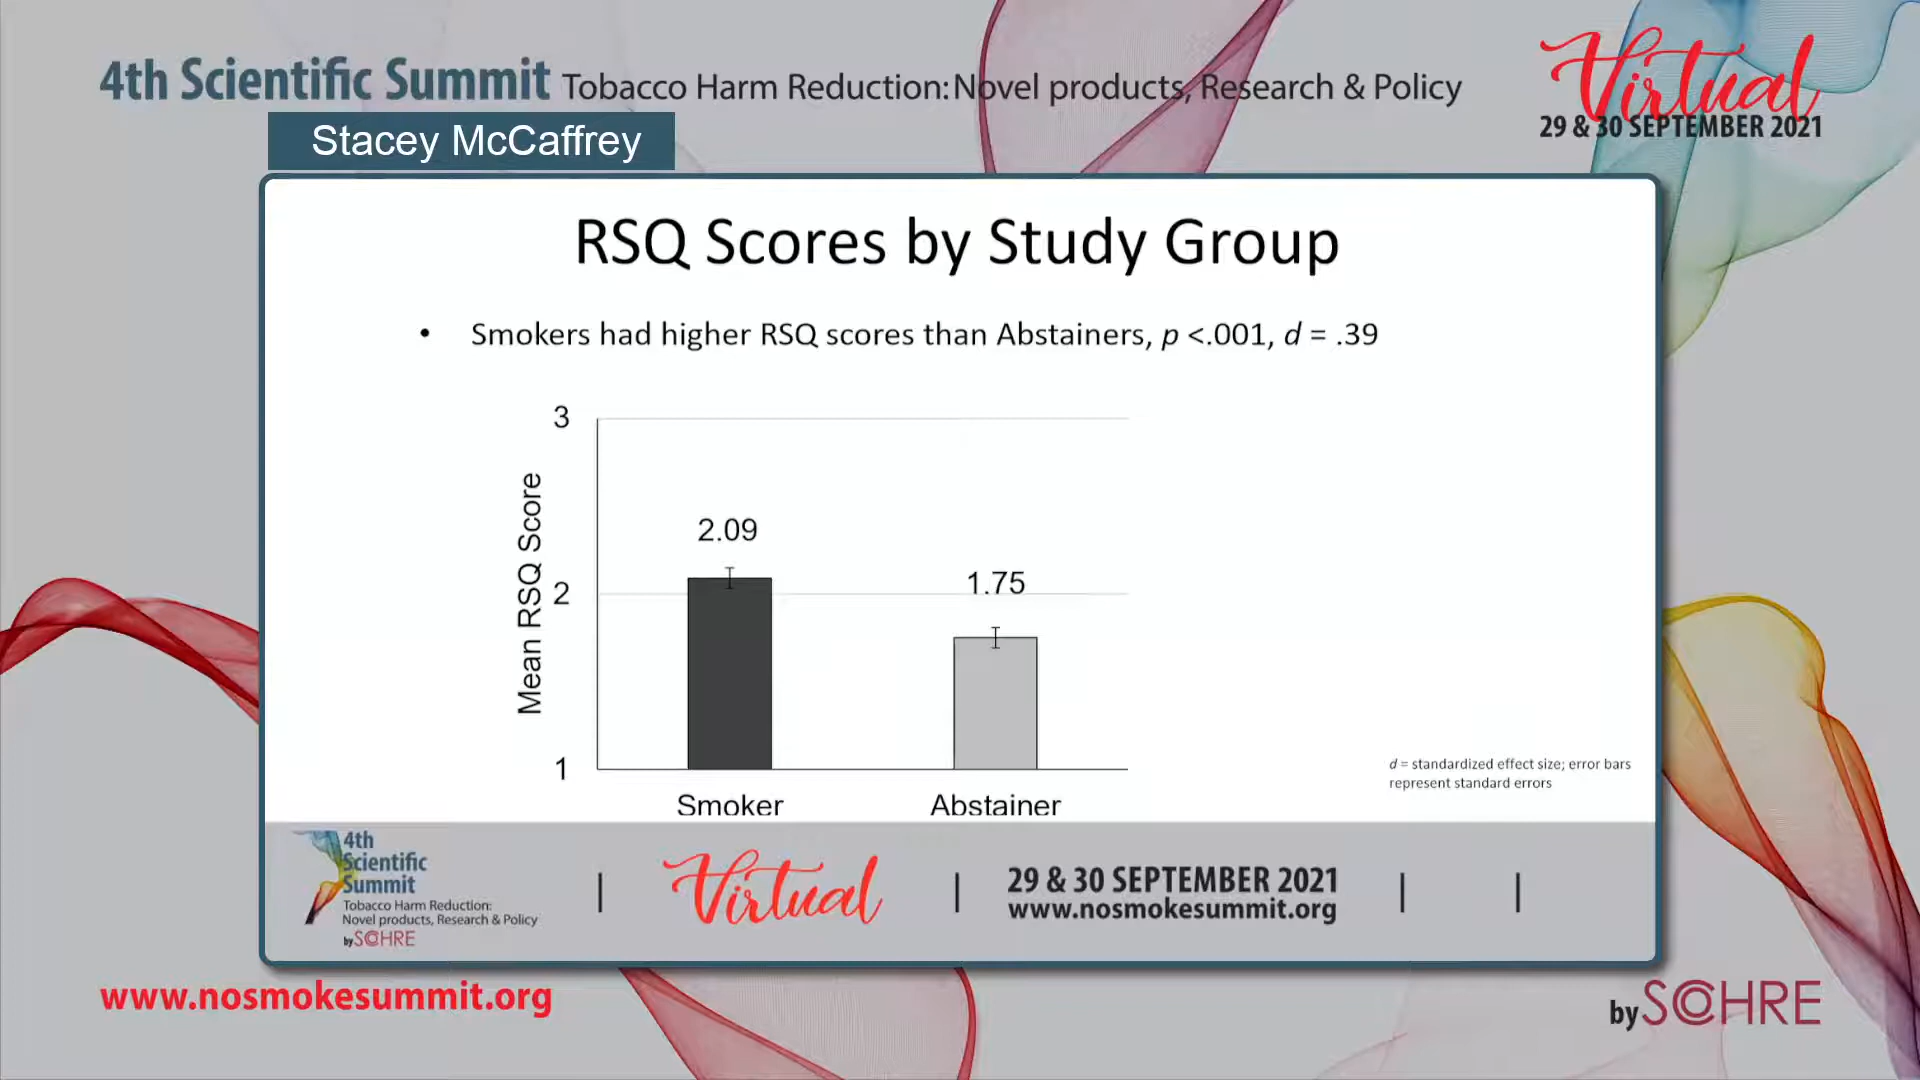 4th Scientific Summit Tobacco Harm Reduction: Novel products, Research & Policy
Virtual
29 & 30 SEPTEMBER 2021
Stacey McCaffrey
RSQ Scores by Study Group
• Smokers had higher RSQ scores than Abstainers, p <.001, d = .39
3
2
1
Mean RSQ Score
2.09
1.75
Smoker
Abstainer
d = standardized effect size; error bars
represent standard errors
4th
Scientific
Summit
Tobacco Harm Reduction:
Novel products, Research & Policy
by SCOHRE
Virtual
29 & 30 SEPTEMBER 2021
www.nosmokesummit.org
www.nosmokesummit.org
by SCOHRE